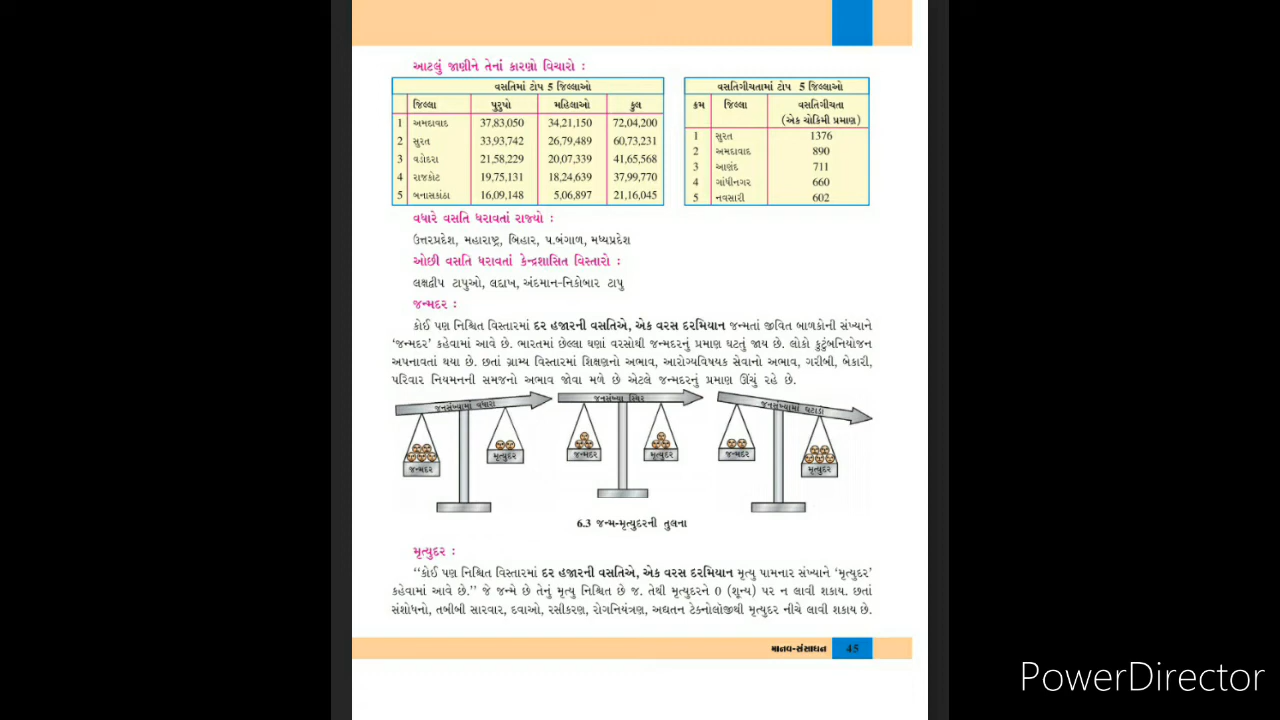 આટલું જાણીને તેનાં કારણો વિચારો :
વસતિમાં ટોપ 5 જિલ્લાઓ
જિલ્લા પુરુષો મહિલાઓ કુલ
1 અમદાવાદ 37,83,050 34,21,150 72,04,200
2 સુરત 33,93,742 26,79,489 60,73,231
3 વડોદરા 21,58,229 20,07,339 41,65,568
4 રાજકોટ 19,75,131 18,24,639 37,99,770
5 બનાસકાંઠા 16,09,148 5,06,897 21,16,045
વસતિગીચતામાં ટોપ 5 જિલ્લાઓ
ક્રમ જિલ્લા વસતિગીચતા
(એક ચોકિમી પ્રમાણ)
1 સુરત 1376
2 અમદાવાદ 890
3 આણંદ 711
4 ગાંધીનગર 660
5 નવસારી 602
વધારે વસતિ ધરાવતાં રાજ્યો :
ઉત્તરપ્રદેશ, મહારાષ્ટ્ર, બિહાર, પ.બંગાળ, મધ્યપ્રદેશ
ઓછી વસતિ ધરાવતાં કેન્દ્રશાસિત વિસ્તારો :
લક્ષદ્વીપ ટાપુઓ, લદાખ, અંદમાન-નિકોબાર ટાપુ
જન્મદર :
કોઈ પણ નિશ્ચિત વિસ્તારમાં દર હજારની વસતિએ, એક વરસ દરમિયાન જન્મતાં જીવિત બાળકોની સંખ્યાને
‘જન્મદર’ કહેવામાં આવે છે. ભારતમાં છેલ્લા ઘણાં વરસોથી જન્મદરનું પ્રમાણ ઘટતું જાય છે. લોકો કુટુંબનિયોજન
અપનાવતાં થયા છે. છતાં ગ્રામ્ય વિસ્તારમાં શિક્ષણનો અભાવ, આરોગ્યવિષયક સેવાનો અભાવ, ગરીબી, બેકારી,
પરિવાર નિયમનની સમજનો અભાવ જોવા મળે છે એટલે જન્મદરનું પ્રમાણ ઊંચું રહે છે.
જનસંખ્યામાં વધારો
જન્મદર મૃત્યુદર
જનસંખ્યા સ્થિર
જન્મદર મૃત્યુદર
જનસંખ્યામાં ઘટાડો
જન્મદર મૃત્યુદર
6.3 જન્મ-મૃત્યુદરની તુલના
મૃત્યુદર :
‘‘કોઈ પણ નિશ્ચિત વિસ્તારમાં દર હજારની વસતિએ, એક વરસ દરમિયાન મૃત્યુ પામનાર સંખ્યાને ‘મૃત્યુદર’
કહેવામાં આવે છે.’’ જે જન્મે છે તેનું મૃત્યુ નિશ્ચિત છે જ. તેથી મૃત્યુદરને 0 (શૂન્ય) પર ન લાવી શકાય. છતાં
સંશોધનો, તબીબી સારવાર, દવાઓ, રસીકરણ, રોગનિયંત્રણ, અદ્યતન ટેક્નોલોજીથી મૃત્યુદર નીચે લાવી શકાય છે.
માનવ-સંસાધન 45
PowerDirector